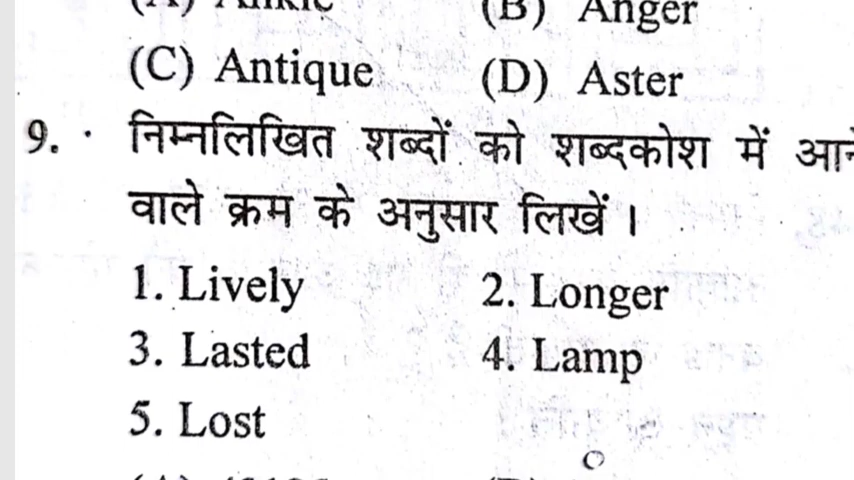 (B) Anger
(C) Antique (D) Aster
9. निम्नलिखित शब्दों को शब्दकोश में
वाले क्रम के अनुसार लिखें ।
1. Lively 2. Longer
3. Lasted 4. Lamp
5. Lost